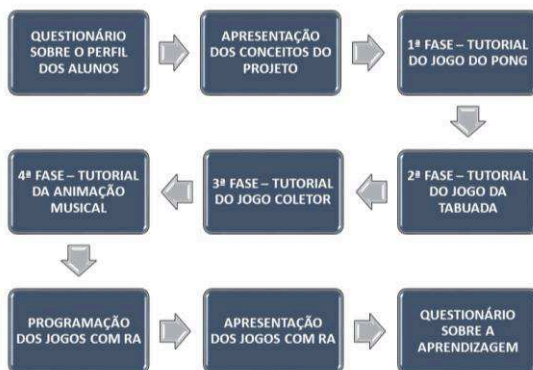 QUESTIONÁRIO
SOBRE O PERFIL
DOS ALUNOS
APRESENTAÇÃO
DOS CONCEITOS DO
PROJETO
1ª FASE – TUTORIAL
DO JOGO DO PONG
2ª FASE – TUTORIAL
DO JOGO DA
TABUADA
3ª FASE – TUTORIAL
DO JOGO COLETOR
4ª FASE – TUTORIAL
DA ANIMAÇÃO
MUSICAL
PROGRAMAÇÃO
DOS JOGOS COM RA
APRESENTAÇÃO
DOS JOGOS COM RA
QUESTIONÁRIO
SOBRE A
APRENDIZAGEM